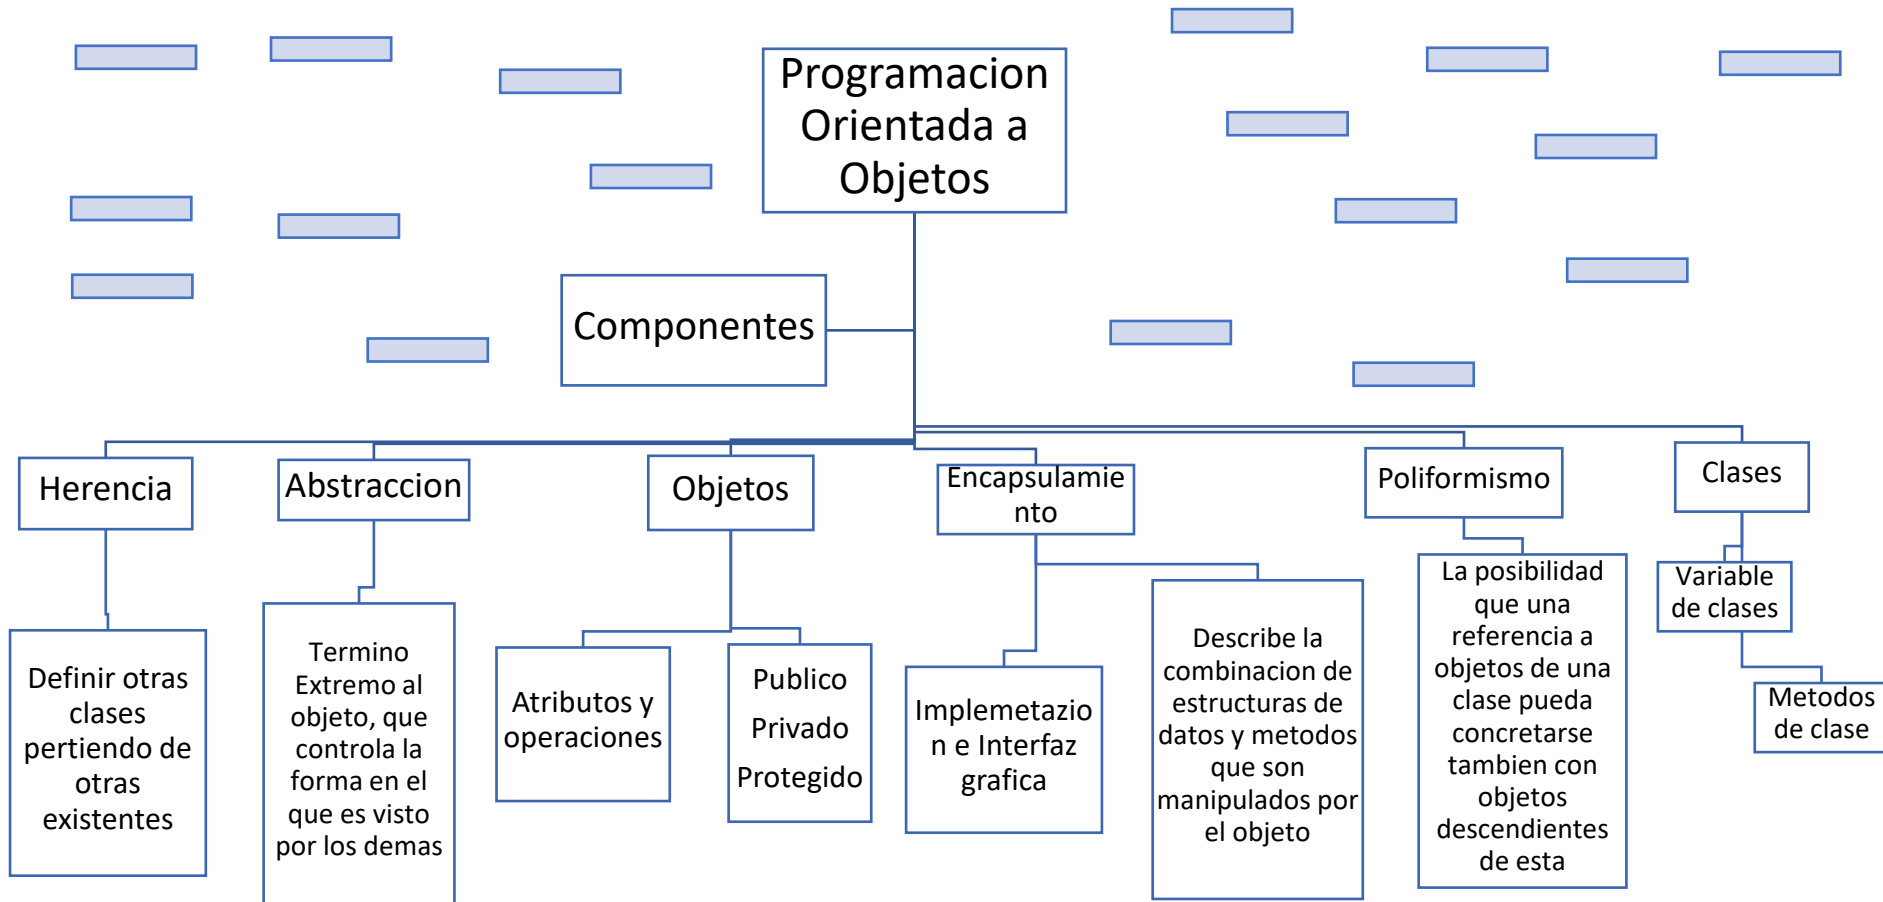 Programacion
Orientada a
Objetos
Componentes
Herencia
Abstraccion
Objetos
Encapsulamie
nto
Poliformismo
Clases
Definir otras
clases
pertiendo de
otras
existentes
Termino
Extremo al
objeto, que
controla la
forma en el
que es visto
por los demas
Atributos y
operaciones
Publico
Privado
Protegido
Implemetazio
n e Interfaz
grafica
Describe la
combinacion de
estructuras de
datos y metodos
que son
manipulados por
el objeto
La posibilidad
que una
referencia a
objetos de una
clase pueda
concretarse
tambien con
objetos
descendientes
de esta
Variable
de clases
Metodos
de clase